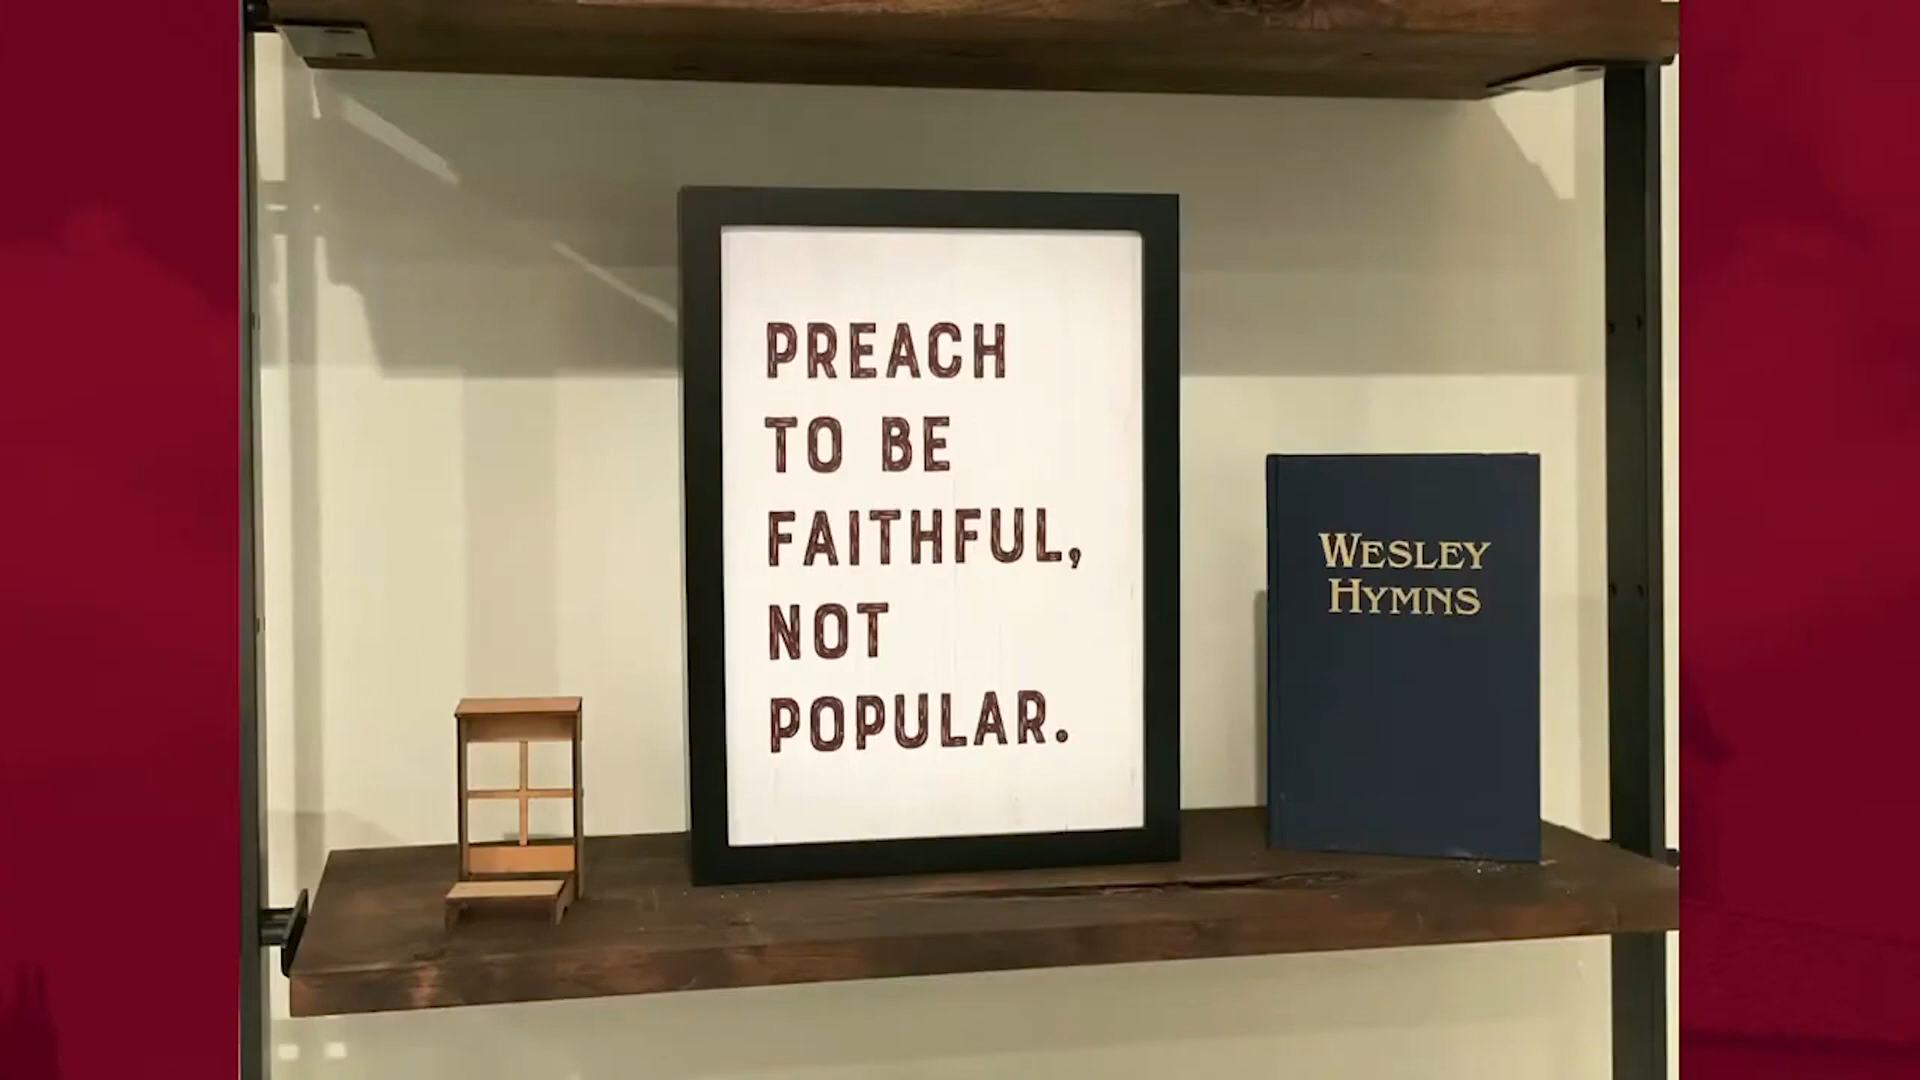 PREACH
TO BE
FAITHFUL,
NOT
POPULAR.
WESLEY
HYMNS